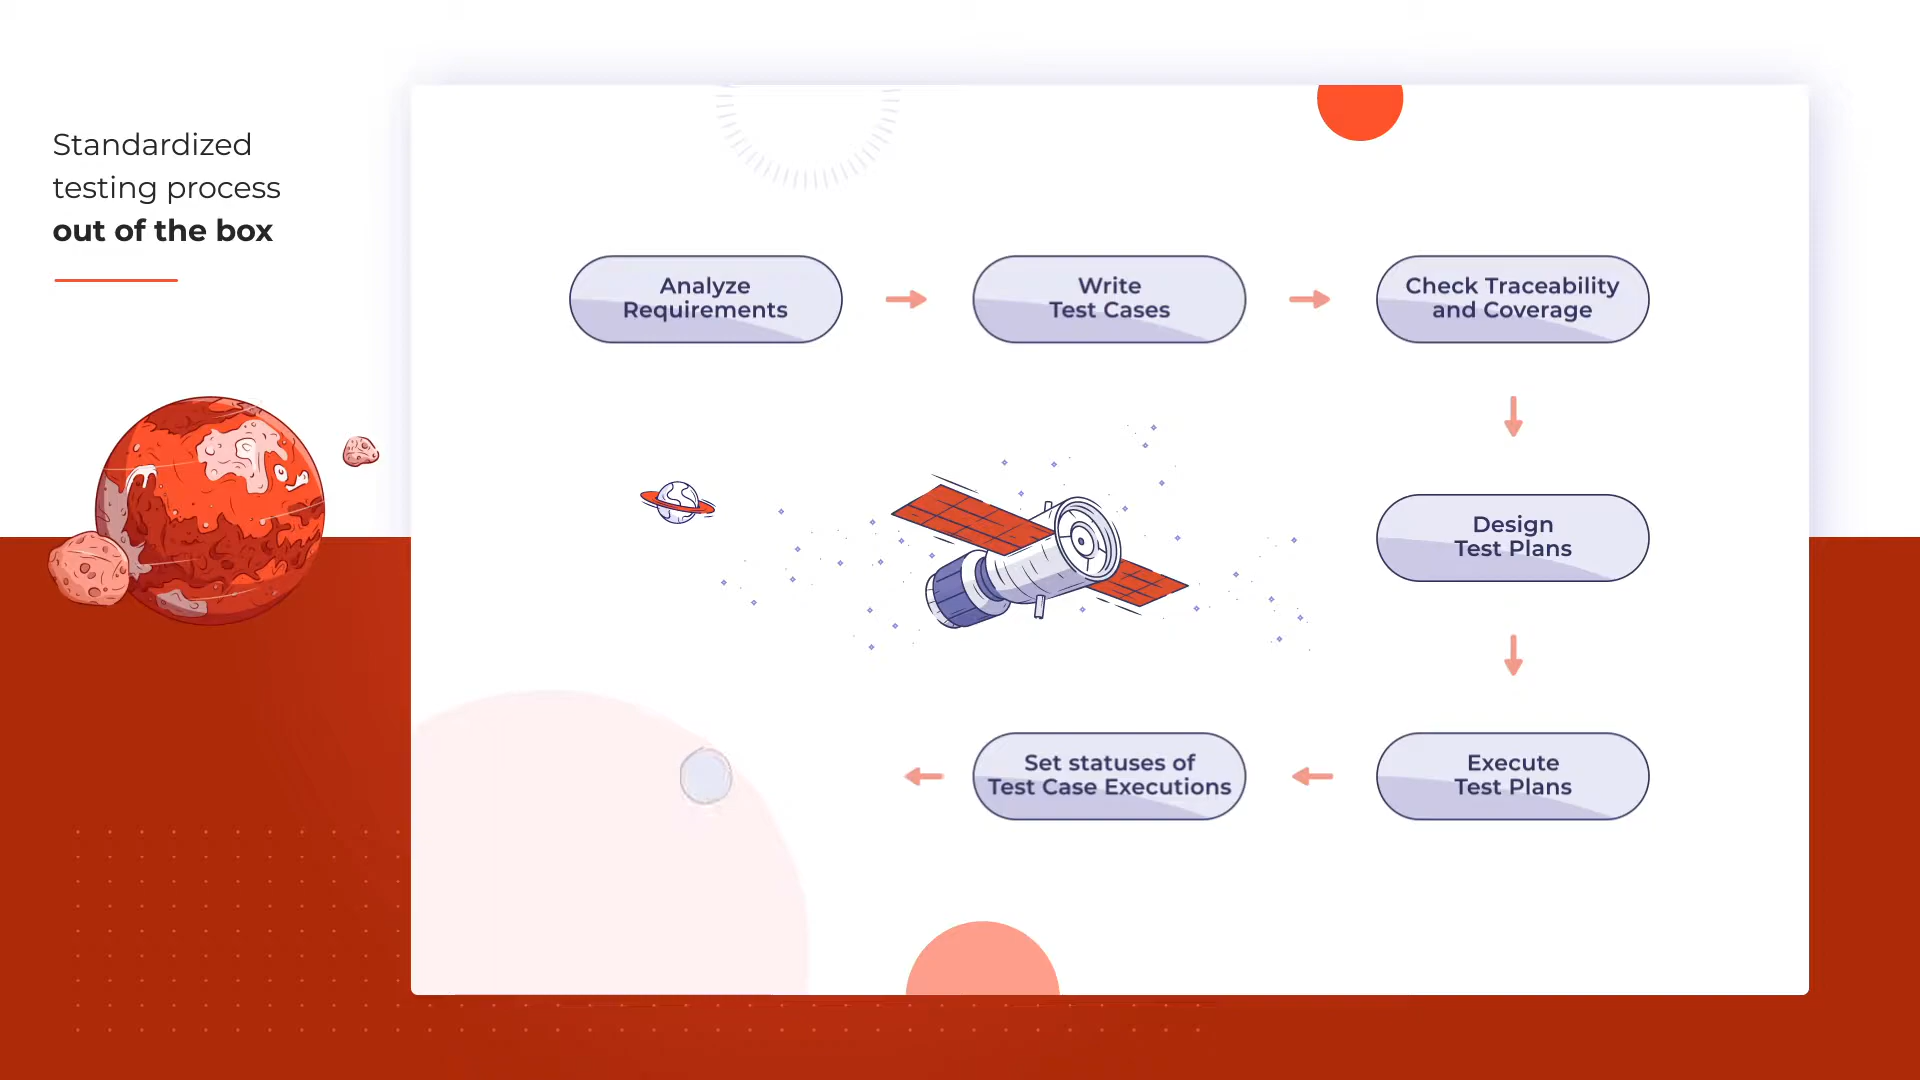 Standardized
testing process
out of the box
Analyze
Requirements
Write
Test Cases
Check Traceability
and Coverage
Design
Test Plans
Execute
Test Plans
Set statuses of
Test Case Executions